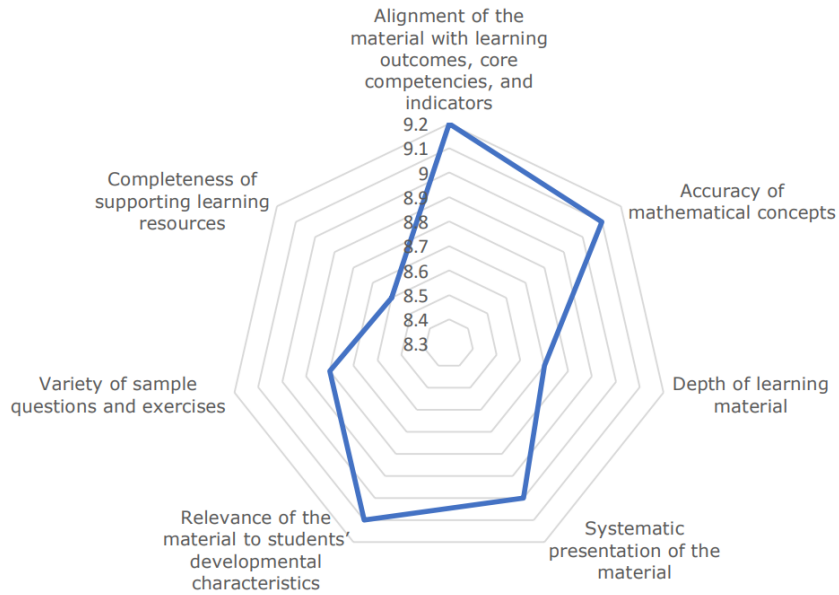 Alignment of the
material with learning
outcomes, core
competencies, and
indicators
9.2
9.1
9
8.9
8.8
8.7
8.6
8.5
8.4
8.3
Accuracy of
mathematical concepts
Depth of learning
material
Systematic
presentation of the
material
Relevance of the
material to students’
developmental
characteristics
Variety of sample
questions and exercises
Completeness of
supporting learning
resources